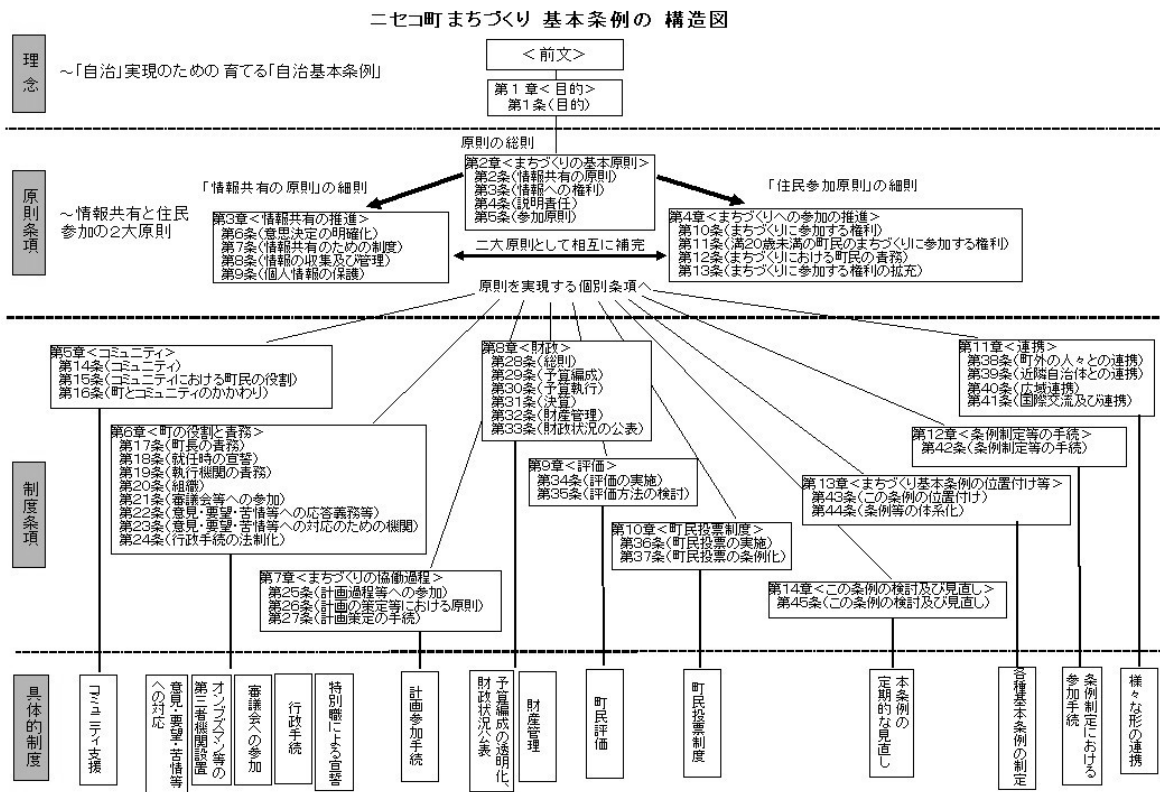 ニセコ町まちづくり 基本条例の 構造図
理念
～「自治」実現のための 育てる「自治基本条例」
＜前文＞
第1章＜目的＞
第1条(目的)
原則条項
～情報共有と住民
参加の2大原則
原則の総則
第2章＜まちづくりの基本原則＞
第2条(情報共有の原則)
第3条(情報への権利)
第4条(説明責任)
第5条(参加原則)
「情報共有の原則」の細則
第3章＜情報共有の推進＞
第6条(意思決定の明確化)
第7条(情報共有のための制度)
第8条(情報の収集及び管理)
第9条(個人情報の保護)
二大原則として相互に補完
「住民参加原則」の細則
第4章＜まちづくりへの参加の推進＞
第10条(まちづくりに参加する権利)
第11条(満20歳未満の町民のまちづくりに参加する権利)
第12条(まちづくりにおける町民の責務)
第13条(まちづくりに参加する権利の拡充)
原則を実現する個別条項へ
制度条項
第5章＜コミュニティ＞
第14条(コミュニティ)
第15条(コミュニティにおける町民の役割)
第16条(町とコミュニティのかかわり)
第6章＜町の役割と責務＞
第17条(町長の責務)
第18条(就任時の宣誓)
第19条(執行機関の責務)
第20条(組織)
第21条(審議会等への参加)
第22条(意見・要望・苦情等への応答義務等)
第23条(意見・要望・苦情等への対応のための機関)
第24条(行政手続の法制化)
第7章＜まちづくりの協働過程＞
第25条(計画過程等への参加)
第26条(計画の策定等における原則)
第27条(計画策定の手続)
第8章＜財政＞
第28条(総則)
第29条(予算編成)
第30条(予算執行)
第31条(決算)
第32条(財産管理)
第33条(財政状況の公表)
第9章＜評価＞
第34条(評価の実施)
第35条(評価方法の検討)
第10章＜町民投票制度＞
第36条(町民投票の実施)
第37条(町民投票の条例化)
第11章＜連携＞
第38条(町外の人々との連携)
第39条(近隣自治体との連携)
第40条(広域連携)
第41条(国際交流及び連携)
第12章＜条例制定等の手続＞
第42条(条例制定等の手続)
第13章＜まちづくり基本条例の位置付け等＞
第43条(この条例の位置付け)
第44条(条例等の体系化)
第14章＜この条例の検討及び見直し＞
第45条(この条例の検討及び見直し)
具体的制度
コミュニティ支援
意見・要望・苦情等
への対応
オンブズマン等の
第三者機関設置
審議会への参加
行政手続
特別職による宣誓
計画参加手続
予算編成の透明化、
財政状況公表
財産管理
町民評価
町民投票制度
本条例の
定期的な見直し
各種基本条例の制定
条例制定における
参加手続
様々な形の連携